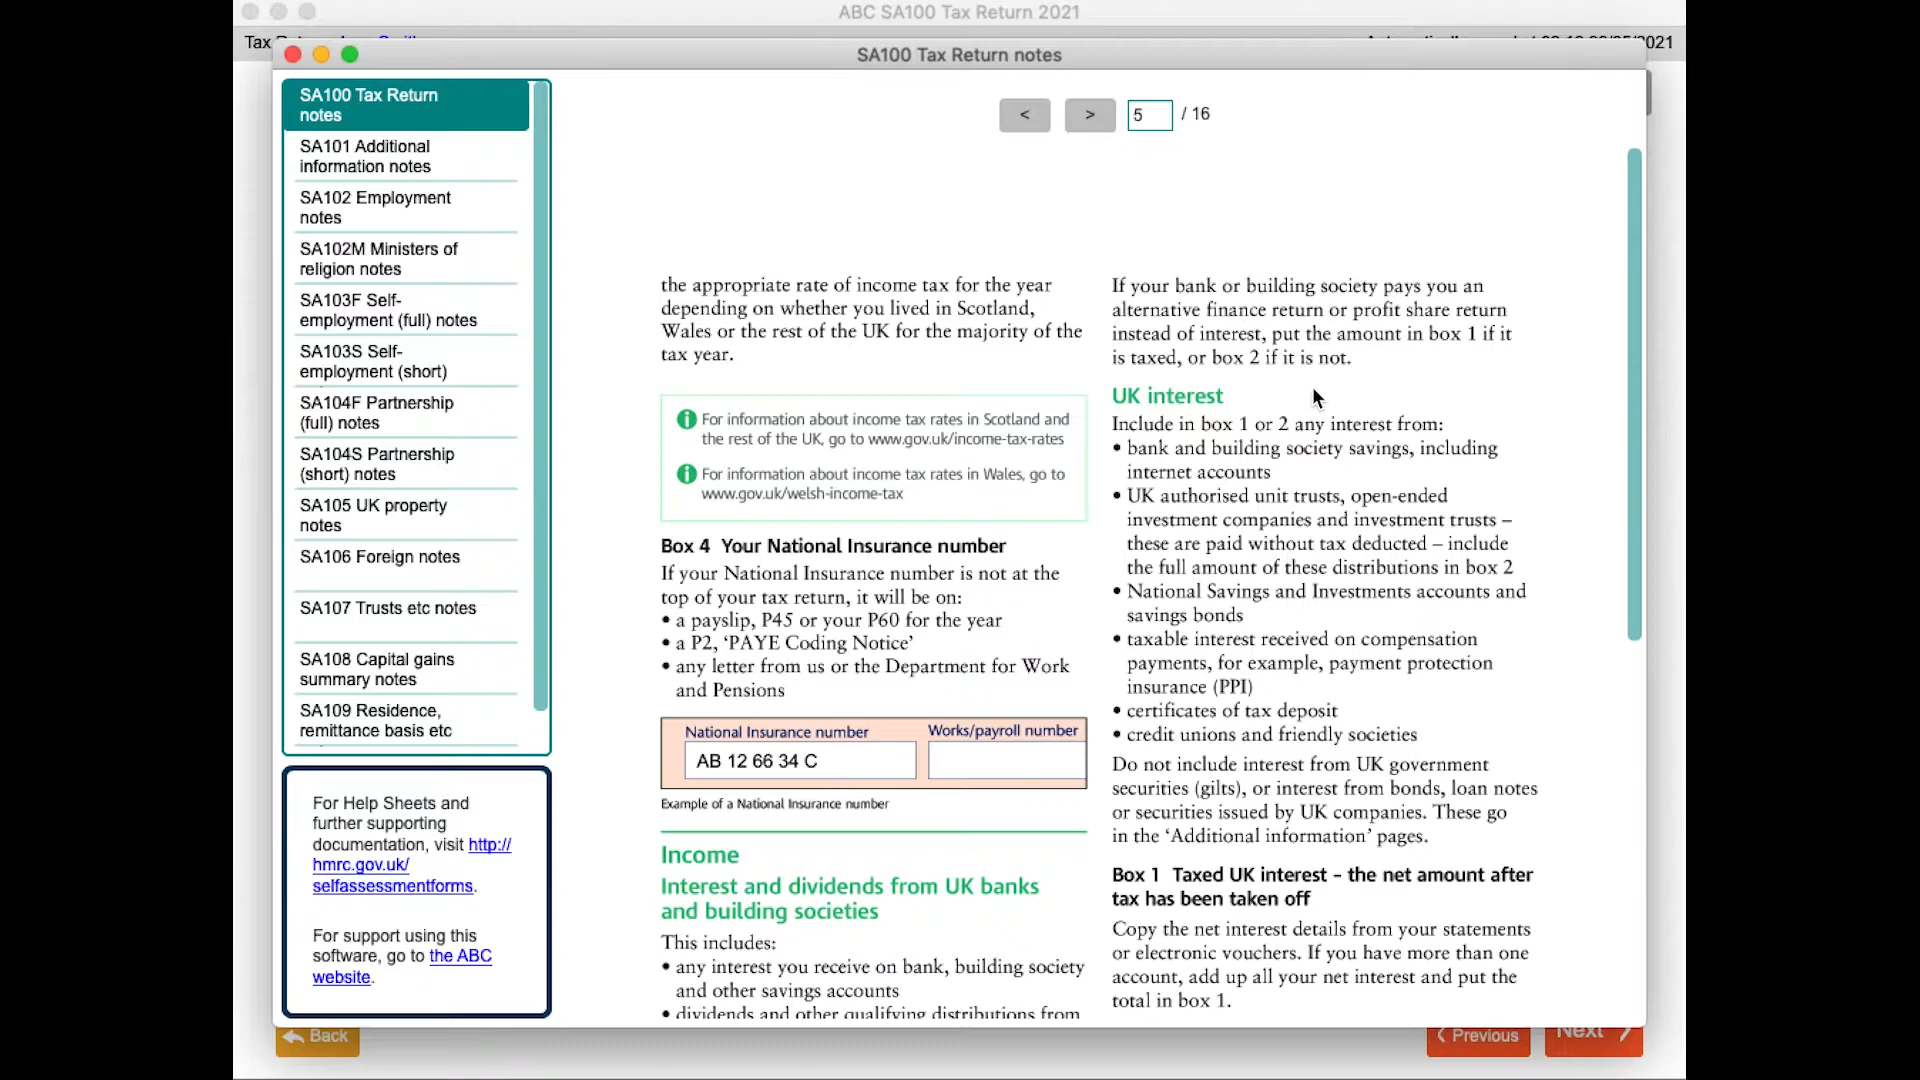 ABC SA100 Tax Return 2021
Tax
2021
SA100 Tax Return notes
SA100 Tax Return
notes
SA101 Additional
information notes
SA102 Employment
notes
SA102M Ministers of
religion notes
SA103F Self-
employment (full) notes
SA103S Self-
employment (short)
SA104F Partnership
(full) notes
SA104S Partnership
(short) notes
SA105 UK property
notes
SA106 Foreign notes
SA107 Trusts etc notes
SA108 Capital gains
summary notes
SA109 Residence,
remittance basis etc
For Help Sheets and
further supporting
documentation, visit http://
hmrc.gov.uk/
selfassessmentforms.
For support using this
software, go to the ABC
website.
< > 5 / 16
the appropriate rate of income tax for the year
depending on whether you lived in Scotland,
Wales or the rest of the UK for the majority of the
tax year.
For information about income tax rates in Scotland and
the rest of the UK, go to www.gov.uk/income-tax-rates
For information about income tax rates in Wales, go to
www.gov.uk/welsh-income-tax
Box 4 Your National Insurance number
If your National Insurance number is not at the
top of your tax return, it will be on:
• a payslip, P45 or your P60 for the year
• a P2, ‘PAYE Coding Notice’
• any letter from us or the Department for Work
and Pensions
National Insurance number Works/payroll number
AB 12 66 34 C
Example of a National Insurance number
Income
Interest and dividends from UK banks
and building societies
This includes:
• any interest you receive on bank, building society
and other savings accounts
• dividends and other qualifying distributions from
If your bank or building society pays you an
alternative finance return or profit share return
instead of interest, put the amount in box 1 if it
is taxed, or box 2 if it is not.
UK interest
Include in box 1 or 2 any interest from:
• bank and building society savings, including
internet accounts
• UK authorised unit trusts, open-ended
investment companies and investment trusts –
these are paid without tax deducted – include
the full amount of these distributions in box 2
• National Savings and Investments accounts and
savings bonds
• taxable interest received on compensation
payments, for example, payment protection
insurance (PPI)
• certificates of tax deposit
• credit unions and friendly societies
Do not include interest from UK government
securities (gilts), or interest from bonds, loan notes
or securities issued by UK companies. These go
in the ‘Additional information’ pages.
Box 1 Taxed UK interest – the net amount after
tax has been taken off
Copy the net interest details from your statements
or electronic vouchers. If you have more than one
account, add up all your net interest and put the
total in box 1.
Back
Previous
Next